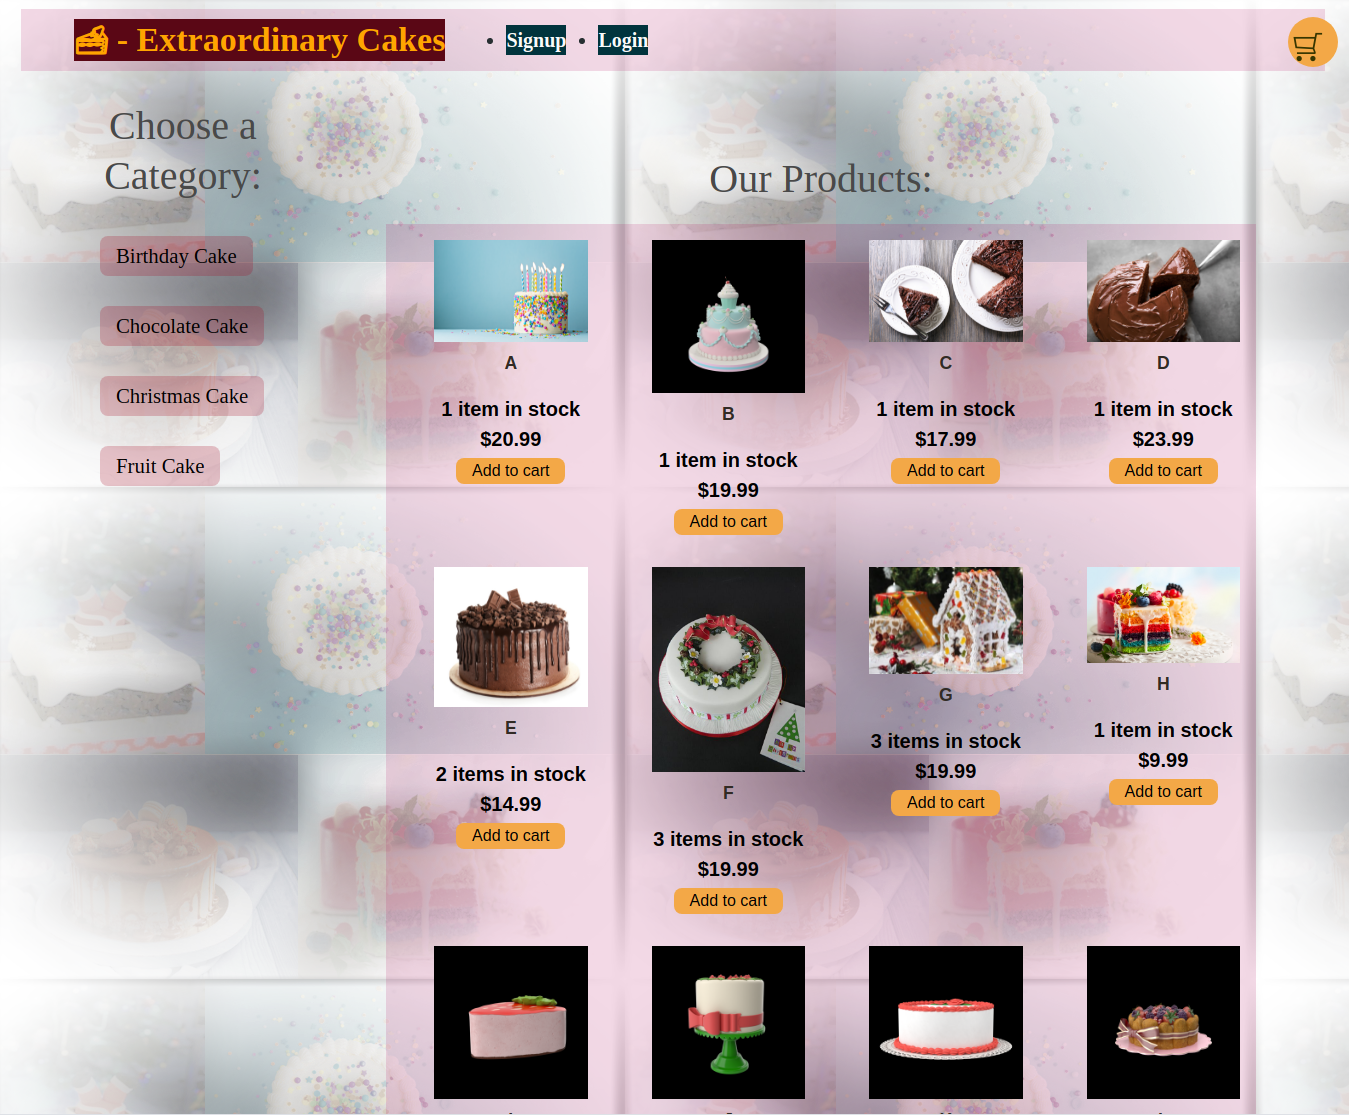 - Extraordinary Cakes
Signup
Login
Choose a
Category:
Our Products:
Birthday Cake
Chocolate Cake
Christmas Cake
Fruit Cake
A
1 item in stock
$20.99
Add to cart
B
1 item in stock
$19.99
Add to cart
C
1 item in stock
$17.99
Add to cart
D
1 item in stock
$23.99
Add to cart
E
2 items in stock
$14.99
Add to cart
F
3 items in stock
$19.99
Add to cart
G
3 items in stock
$19.99
Add to cart
H
1 item in stock
$9.99
Add to cart